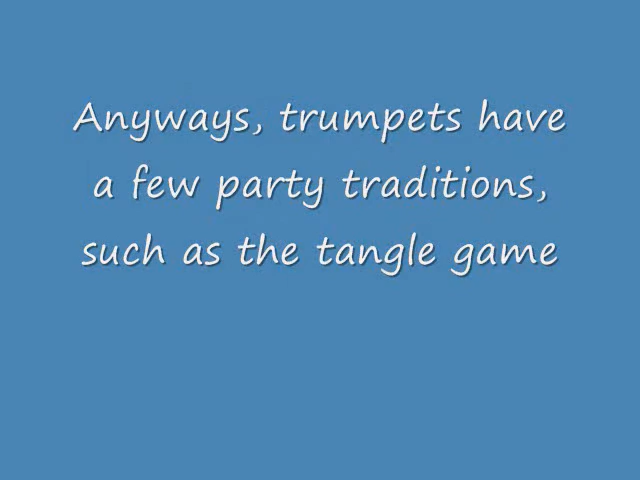 Anyways, trumpets have
a few party traditions,
such as the tangle game